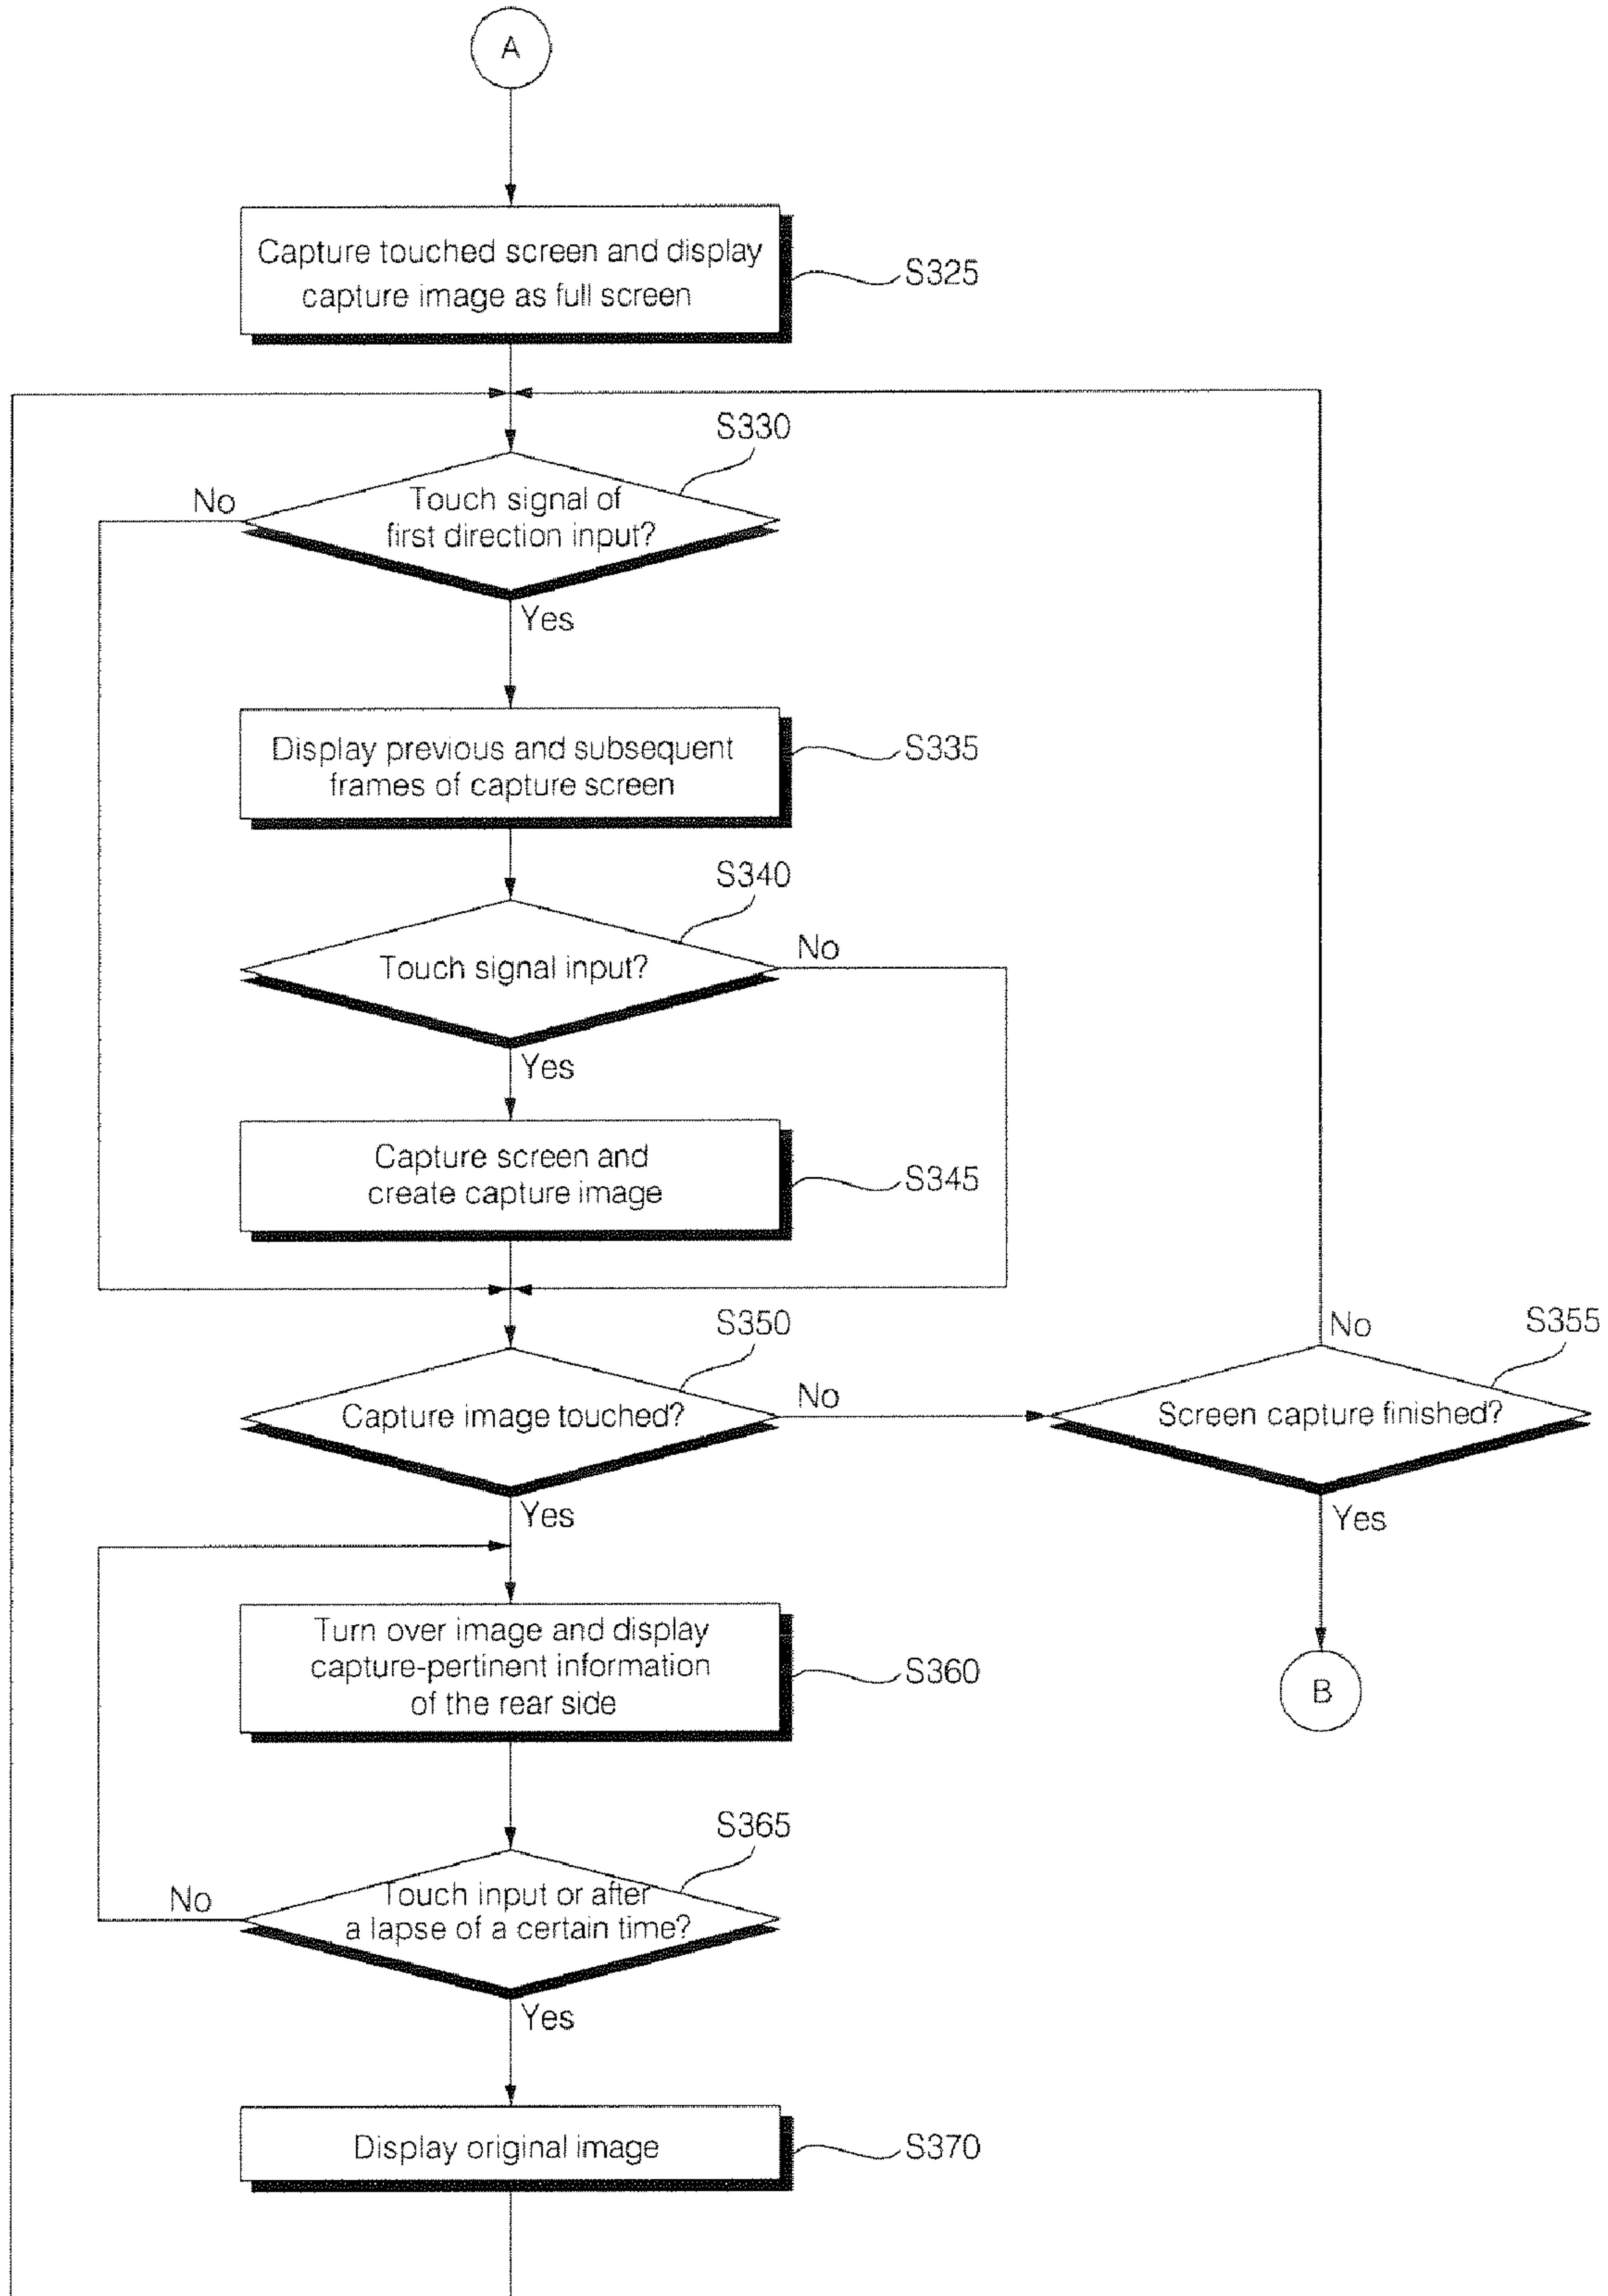 A
Capture touched screen and display
capture image as full screen
S325
S330
No
Touch signal of
first direction input?
Yes
Display previous and subsequent
frames of capture screen
S335
S340
Touch signal input?
No
Yes
Capture screen and
create capture image
S345
S350
Capture image touched?
No
No
S355
Screen capture finished?
Yes
Yes
Turn over image and display
capture-pertinent information
of the rear side
S360
B
S365
No
Touch input or after
a lapse of a certain time?
Yes
Display original image
S370